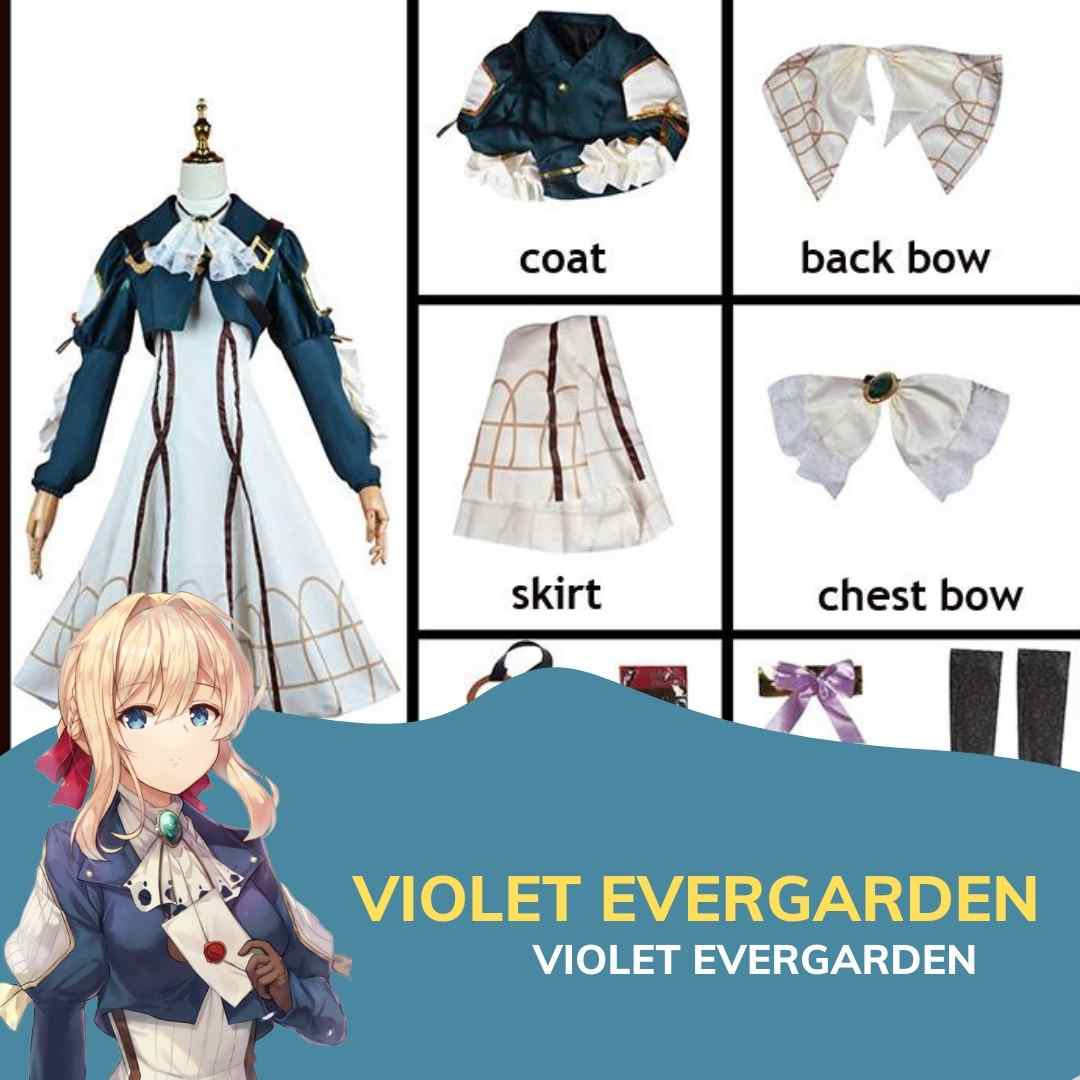 coat
back bow
skirt
chest bow
VIOLET EVERGARDEN
VIOLET EVERGARDEN